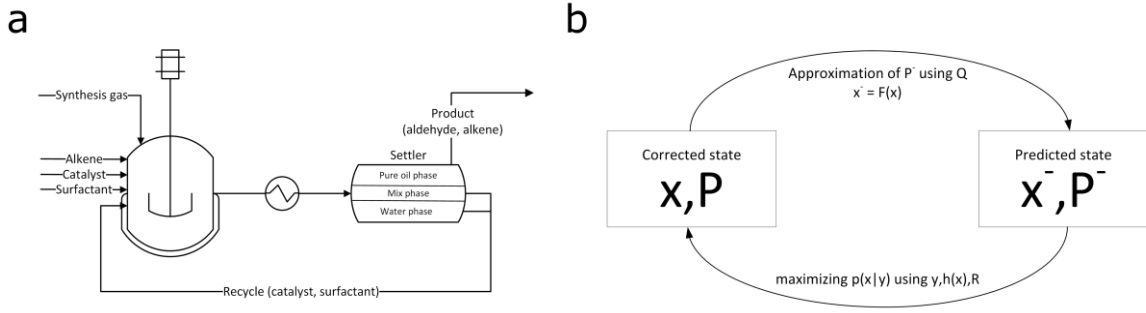 a
Synthesis gas
Alkene
Catalyst
Surfactant
Product
(aldehyde, alkene)
Settler
Pure oil phase
Mix phase
Water phase
Recycle (catalyst, surfactant)
b
Approximation of P⁻ using Q
x⁻ = F(x)
Corrected state
x,P
Predicted state
x⁻,P⁻
maximizing p(x|y) using y,h(x),R